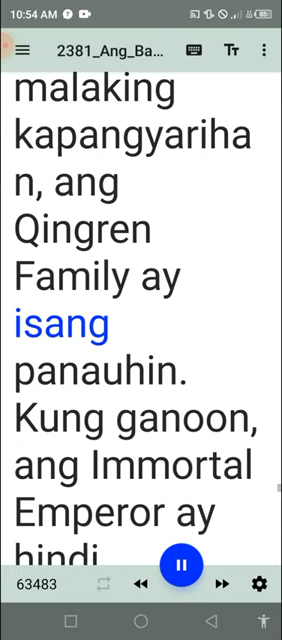 10:54 AM
2381_Ang_Ba...
malaking
kapangyariha
n, ang
Qingren
Family ay
isang
panauhin.
Kung ganoon,
ang Immortal
Emperor ay
hindi
63483